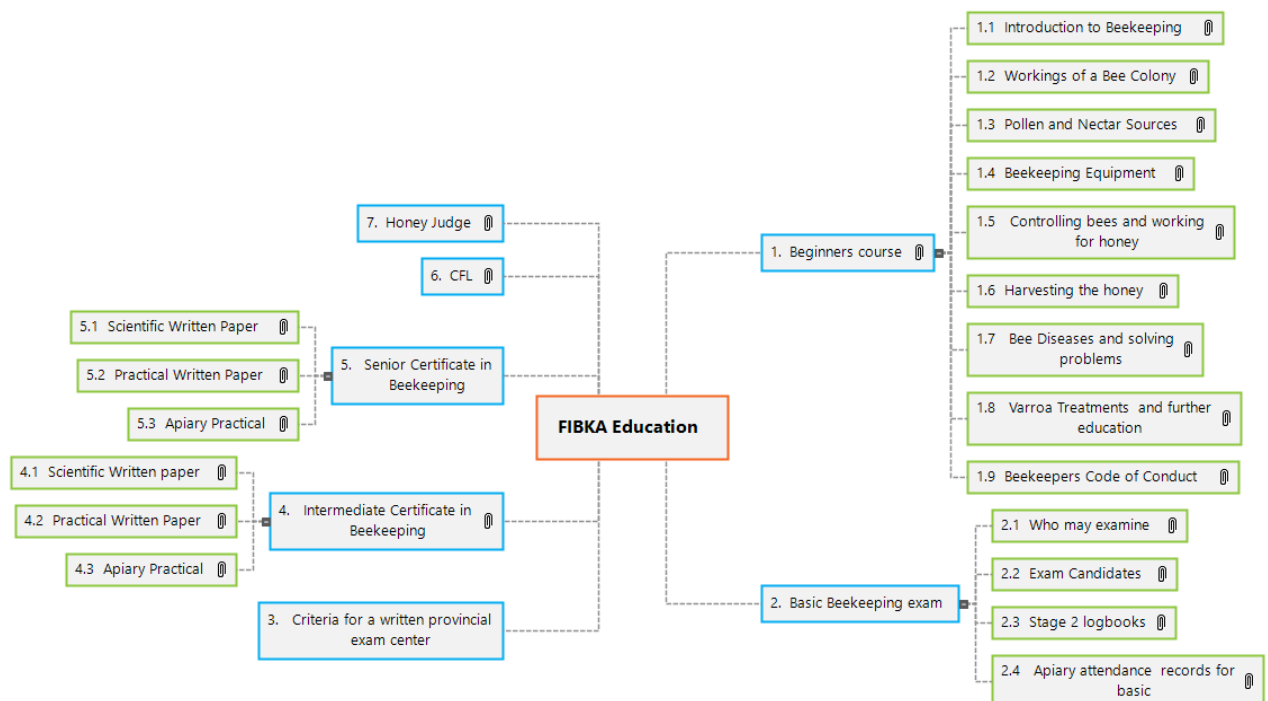 FIBKA Education
1. Beginners course
1.1 Introduction to Beekeeping
1.2 Workings of a Bee Colony
1.3 Pollen and Nectar Sources
1.4 Beekeeping Equipment
1.5 Controlling bees and working
for honey
1.6 Harvesting the honey
1.7 Bee Diseases and solving
problems
1.8 Varroa Treatments and further
education
1.9 Beekeepers Code of Conduct
2. Basic Beekeeping exam
2.1 Who may examine
2.2 Exam Candidates
2.3 Stage 2 logbooks
2.4 Apiary attendance records for
basic
3. Criteria for a written provincial
exam center
4. Intermediate Certificate in
Beekeeping
4.1 Scientific Written paper
4.2 Practical Written Paper
4.3 Apiary Practical
5. Senior Certificate in
Beekeeping
5.1 Scientific Written Paper
5.2 Practical Written Paper
5.3 Apiary Practical
6. CFL
7. Honey Judge